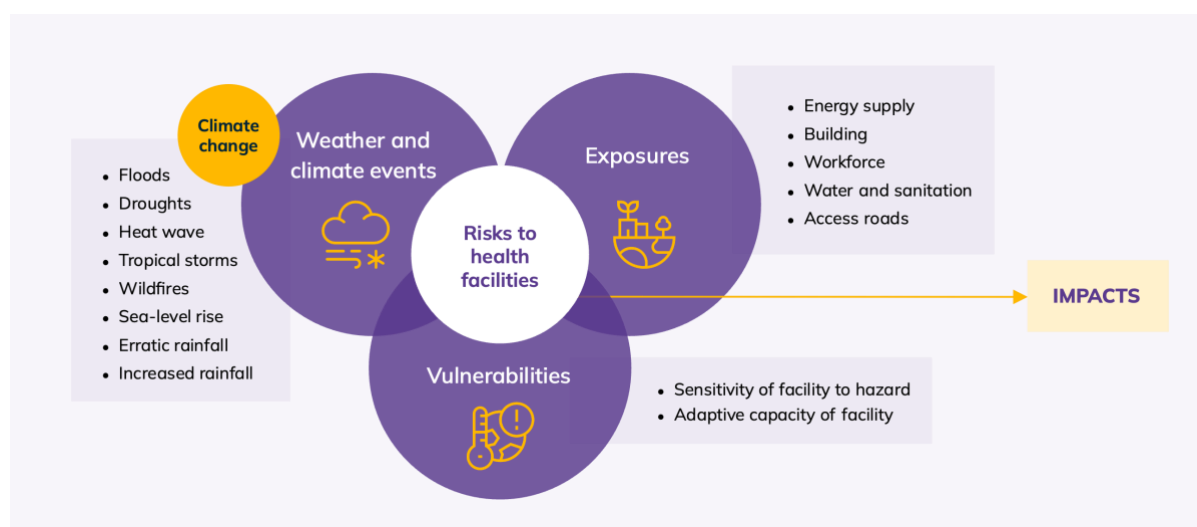 Climate
change
Weather and
climate events
• Floods
• Droughts
• Heat wave
• Tropical storms
• Wildfires
• Sea-level rise
• Erratic rainfall
• Increased rainfall
Exposures
• Energy supply
• Building
• Workforce
• Water and sanitation
• Access roads
Risks to
health
facilities
IMPACTS
Vulnerabilities
• Sensitivity of facility to hazard
• Adaptive capacity of facility